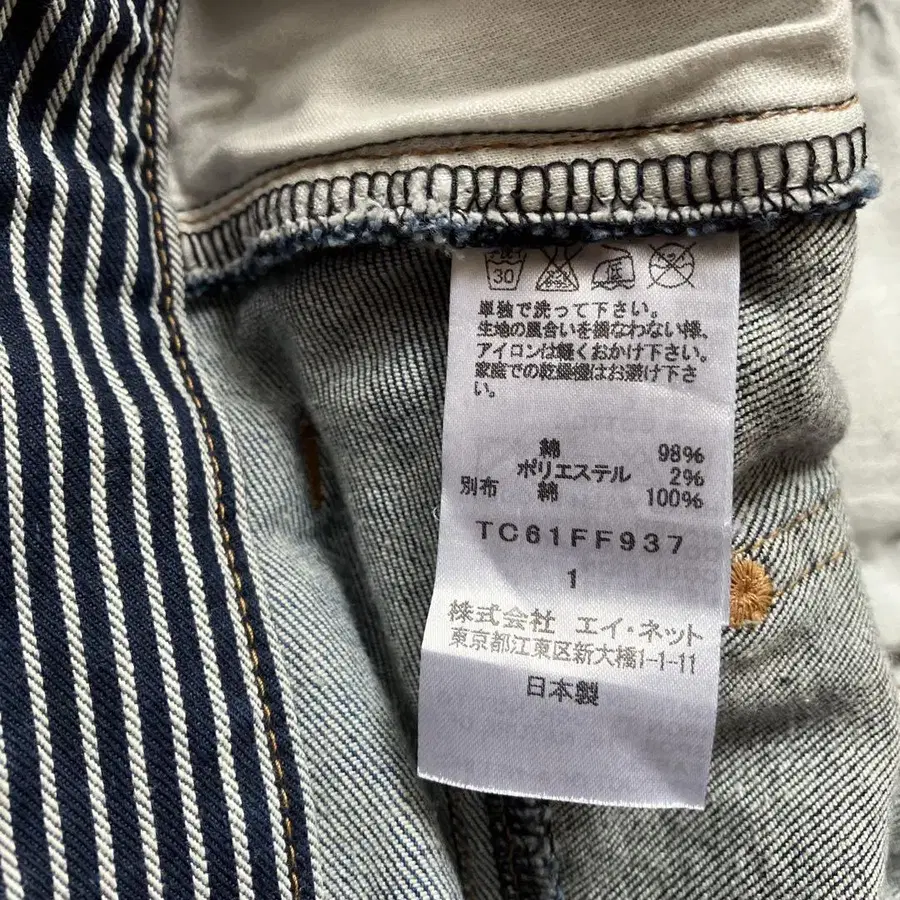 30
低
単独で洗って下さい。
生地の風合いを損なわない様、
アイロンは軽くおかけ下さい。
家庭での乾燥機はお避け下さい。
綿 98%
ポリエステル 2%
別布 綿 100%
TC61FF937
1
株式会社 エイ・ネット
東京都江東区新大橋1-1-11
日本製